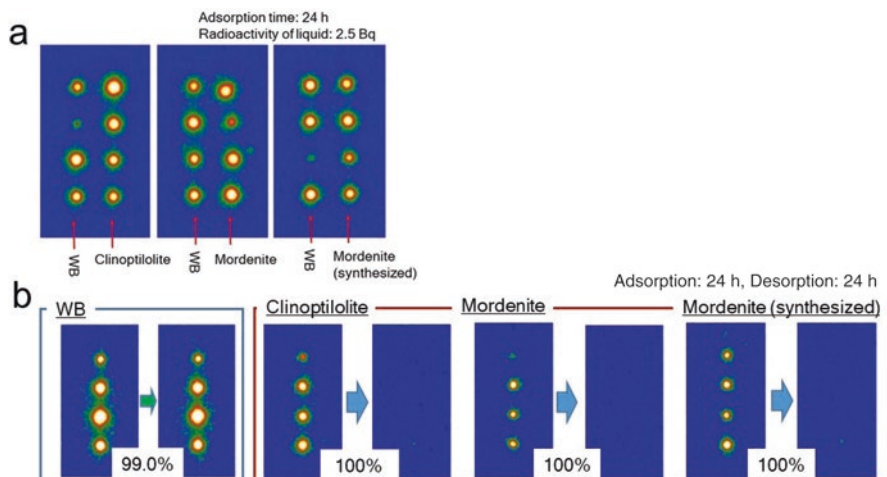 a
Adsorption time: 24 h
Radioactivity of liquid: 2.5 Bq
WB
Clinoptilolite
WB
Mordenite
WB
Mordenite
(synthesized)
b
Adsorption: 24 h, Desorption: 24 h
WB
Clinoptilolite
Mordenite
Mordenite (synthesized)
99.0%
100%
100%
100%